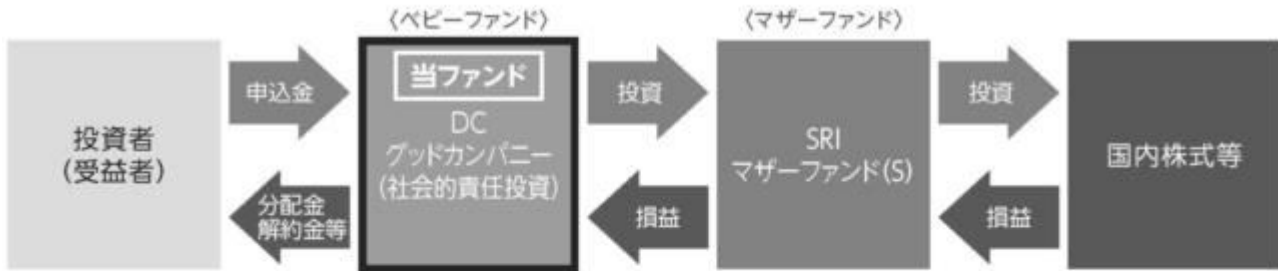 〈ベビーファンド〉
〈マザーファンド〉
投資者
(受益者)
申込金
分配金
解約金等
当ファンド
DC
グッドカンパニー
(社会的責任投資)
投資
損益
SRI
マザーファンド(S)
投資
損益
国内株式等